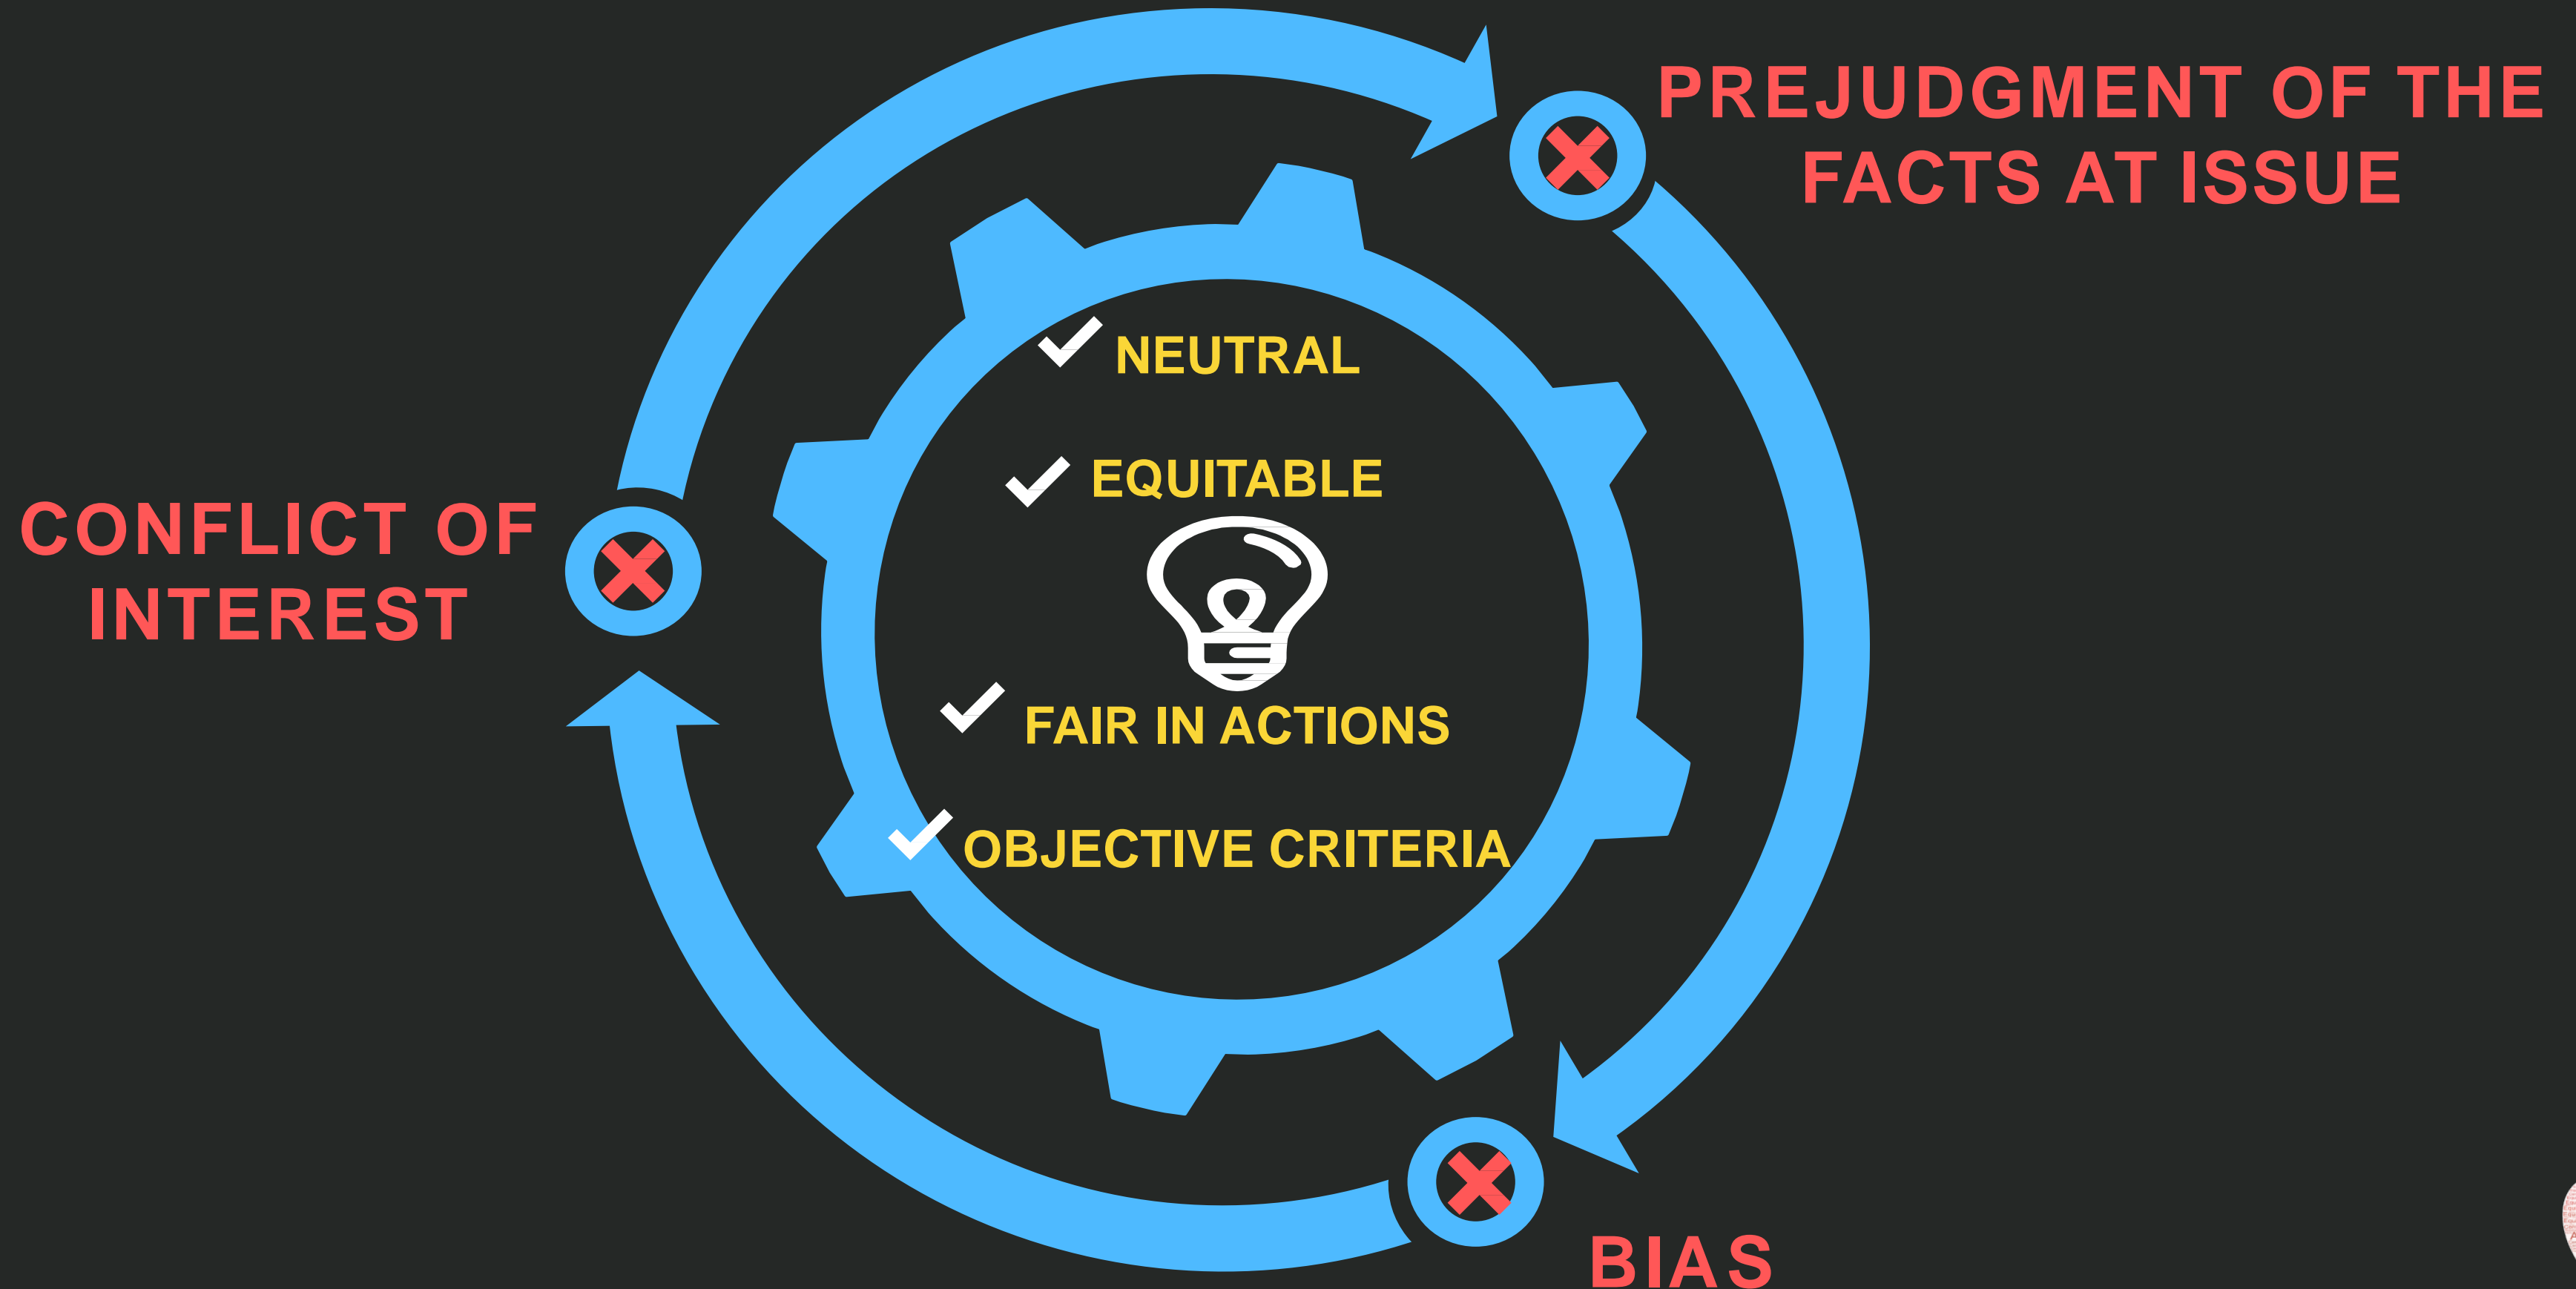 PREJUDGMENT OF THE
FACTS AT ISSUE
NEUTRAL
EQUITABLE
CONFLICT OF
INTEREST
FAIR IN ACTIONS
OBJECTIVE CRITERIA
BIAS